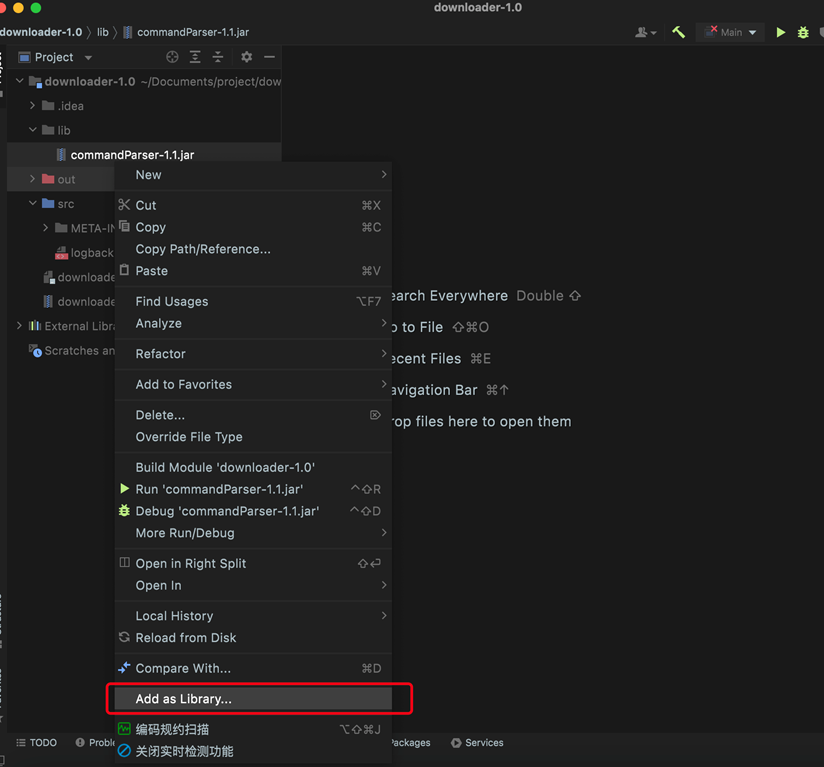 downloader-1.0
downloader-1.0 lib commandParser-1.1.jar
Main
Project
downloader-1.0 ~/Documents/project/dow
.idea
lib
commandParser-1.1.jar
out
src
META-IN
logback
downloade
downloade
External Libra
Scratches an
New
Cut ⌘X
Copy ⌘C
Copy Path/Reference...
Paste ⌘V
Find Usages ⌥F7
Analyze
Refactor
Add to Favorites
Delete... ⌦
Override File Type
Build Module 'downloader-1.0'
Run 'commandParser-1.1.jar' ^⇧R
Debug 'commandParser-1.1.jar' ^⇧D
More Run/Debug
Open in Right Split ⇧⏎
Open In
Local History
Reload from Disk
Compare With... ⌘D
Add as Library...
编码规约扫描 ⌥⇧⌘J
关闭实时检测功能
earch Everywhere Double ⇧
o to File ⇧⌘O
ecent Files ⌘E
avigation Bar ⌘↑
rop files here to open them
TODO
Proble
Packages
Services